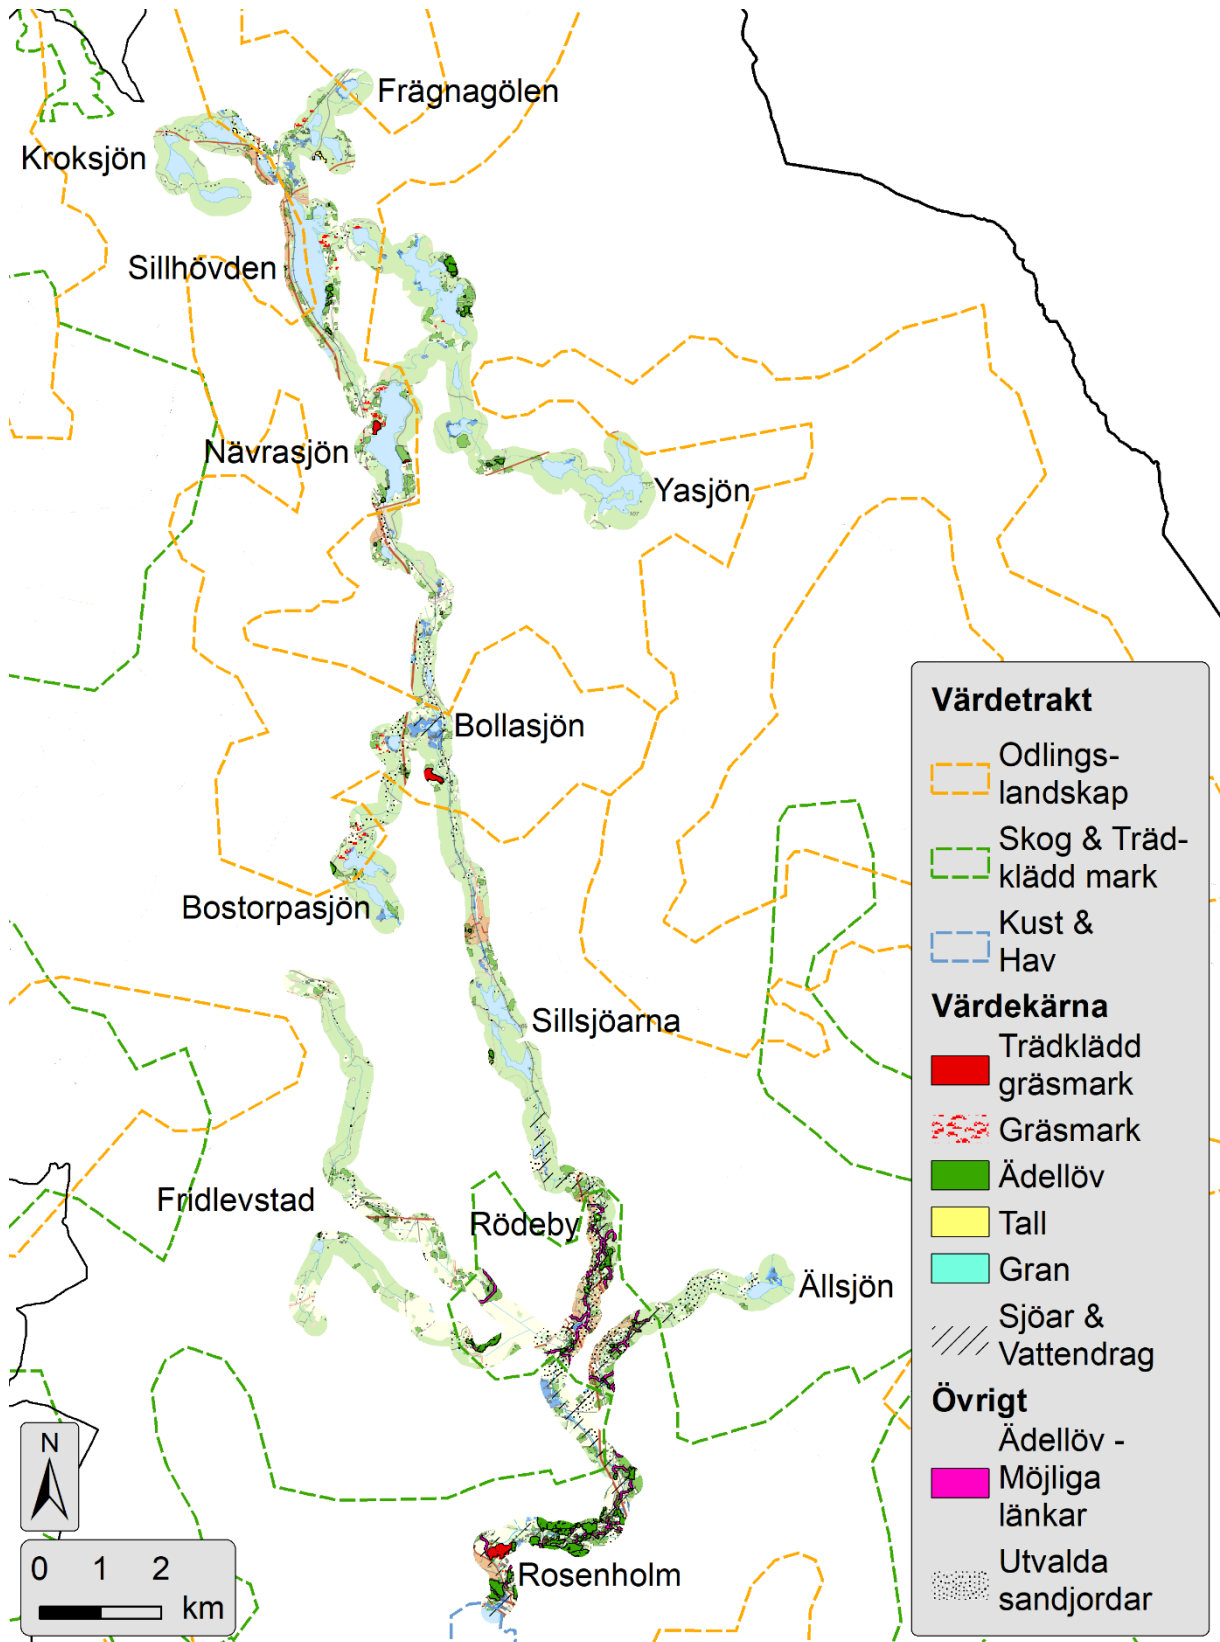 Frägnagölen
Kroksjön
Sillhövden
Nävrasjön
Yasjön
Bollasjön
Bostorpasjön
Sillsjöarna
Fridlevstad
Rödeby
Ällsjön
Rosenholm
N
0 1 2
km
Värdetrakt
Odlings-
landskap
Skog & Träd-
klädd mark
Kust &
Hav
Värdekärna
Trädklädd
gräsmark
Gräsmark
Ädellöv
Tall
Gran
Sjöar &
Vattendrag
Övrigt
Ädellöv -
Möjliga
länkar
Utvalda
sandjordar